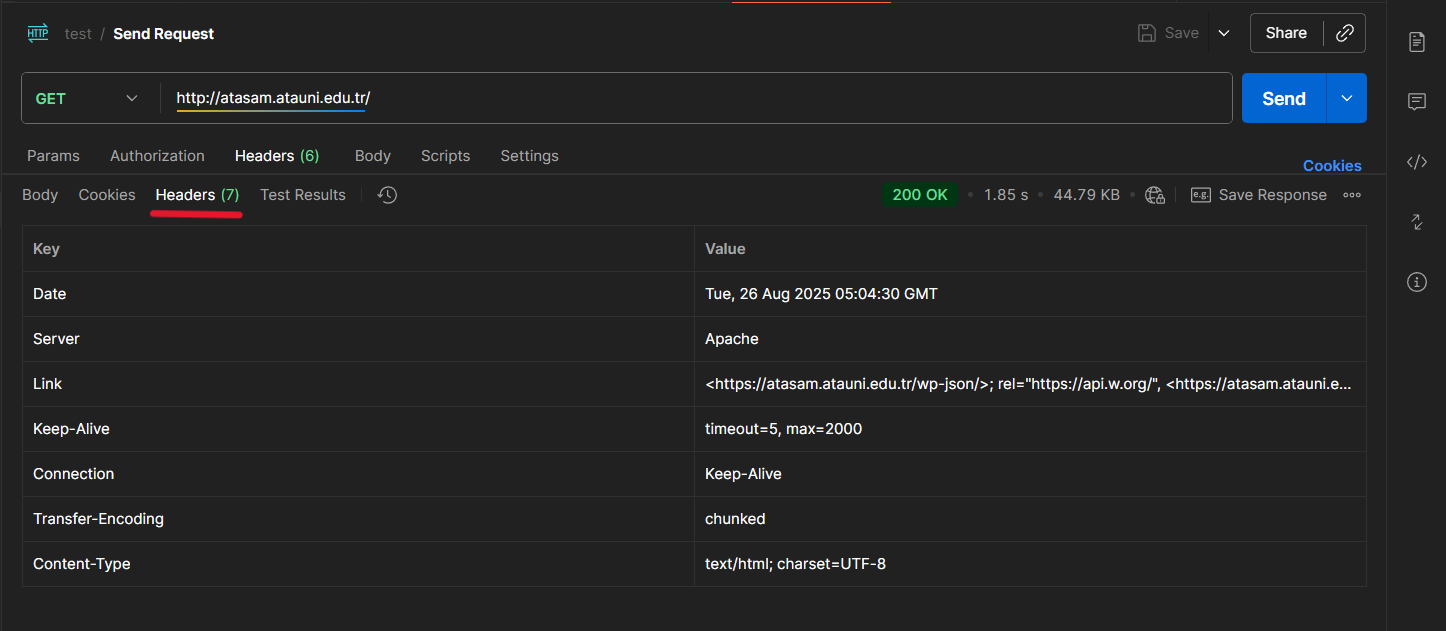 HTTP test / Send Request Save Share
GET http://atasam.atauni.edu.tr/ Send
Params Authorization Headers (6) Body Scripts Settings
Cookies
Body Cookies Headers (7) Test Results 200 OK • 1.85 s • 44.79 KB • e.g. Save Response
Key Value
Date Tue, 26 Aug 2025 05:04:30 GMT
Server Apache
Link <https://atasam.atauni.edu.tr/wp-json/>; rel="https://api.w.org/", <https://atasam.atauni.e...
Keep-Alive timeout=5, max=2000
Connection Keep-Alive
Transfer-Encoding chunked
Content-Type text/html; charset=UTF-8